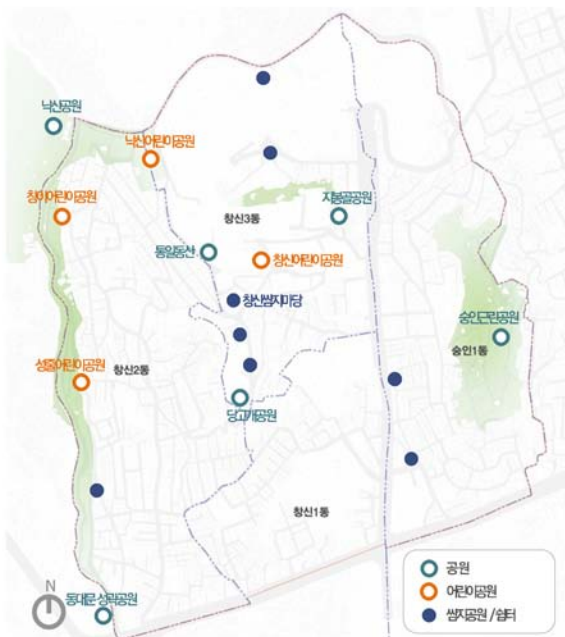 낙산공원
낙산어린이공원
창이어린이공원
지봉골공원
창신3동
통일동산
창신어린이공원
창신쌈지마당
숭인근린공원
숭인1동
성줄어린이공원
창신2동
당고개공원
창신1동
N
동대문 성곽공원
공원
어린이공원
쌈지공원 / 쉼터